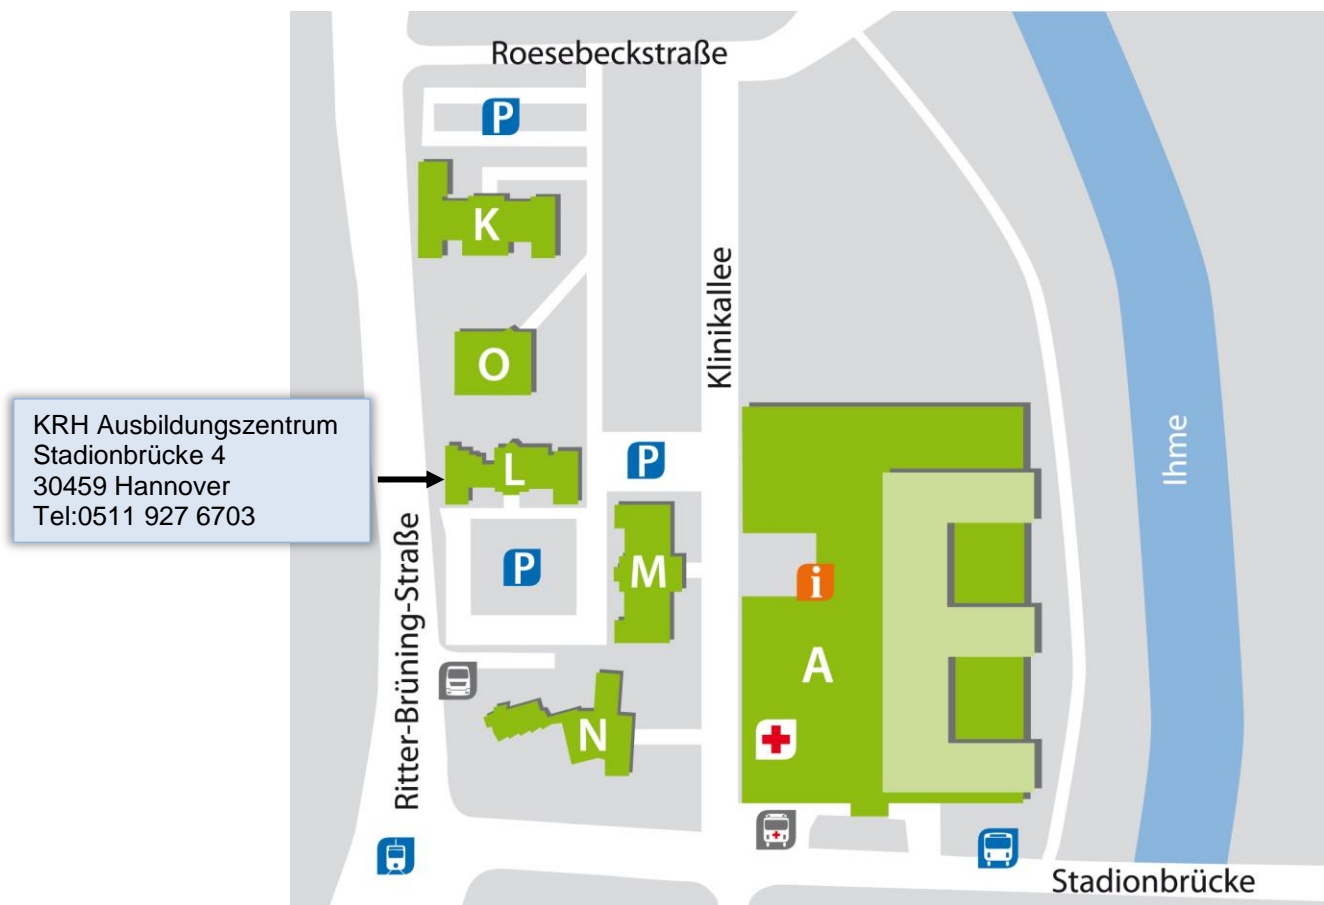 Roesebeckstraße
P
K
Klinikallee
O
KRH Ausbildungszentrum
Stadionbrücke 4
30459 Hannover
Tel:0511 927 6703
L
P
Ihme
Ritter-Brüning-Straße
P
M
i
A
N
Stadionbrücke